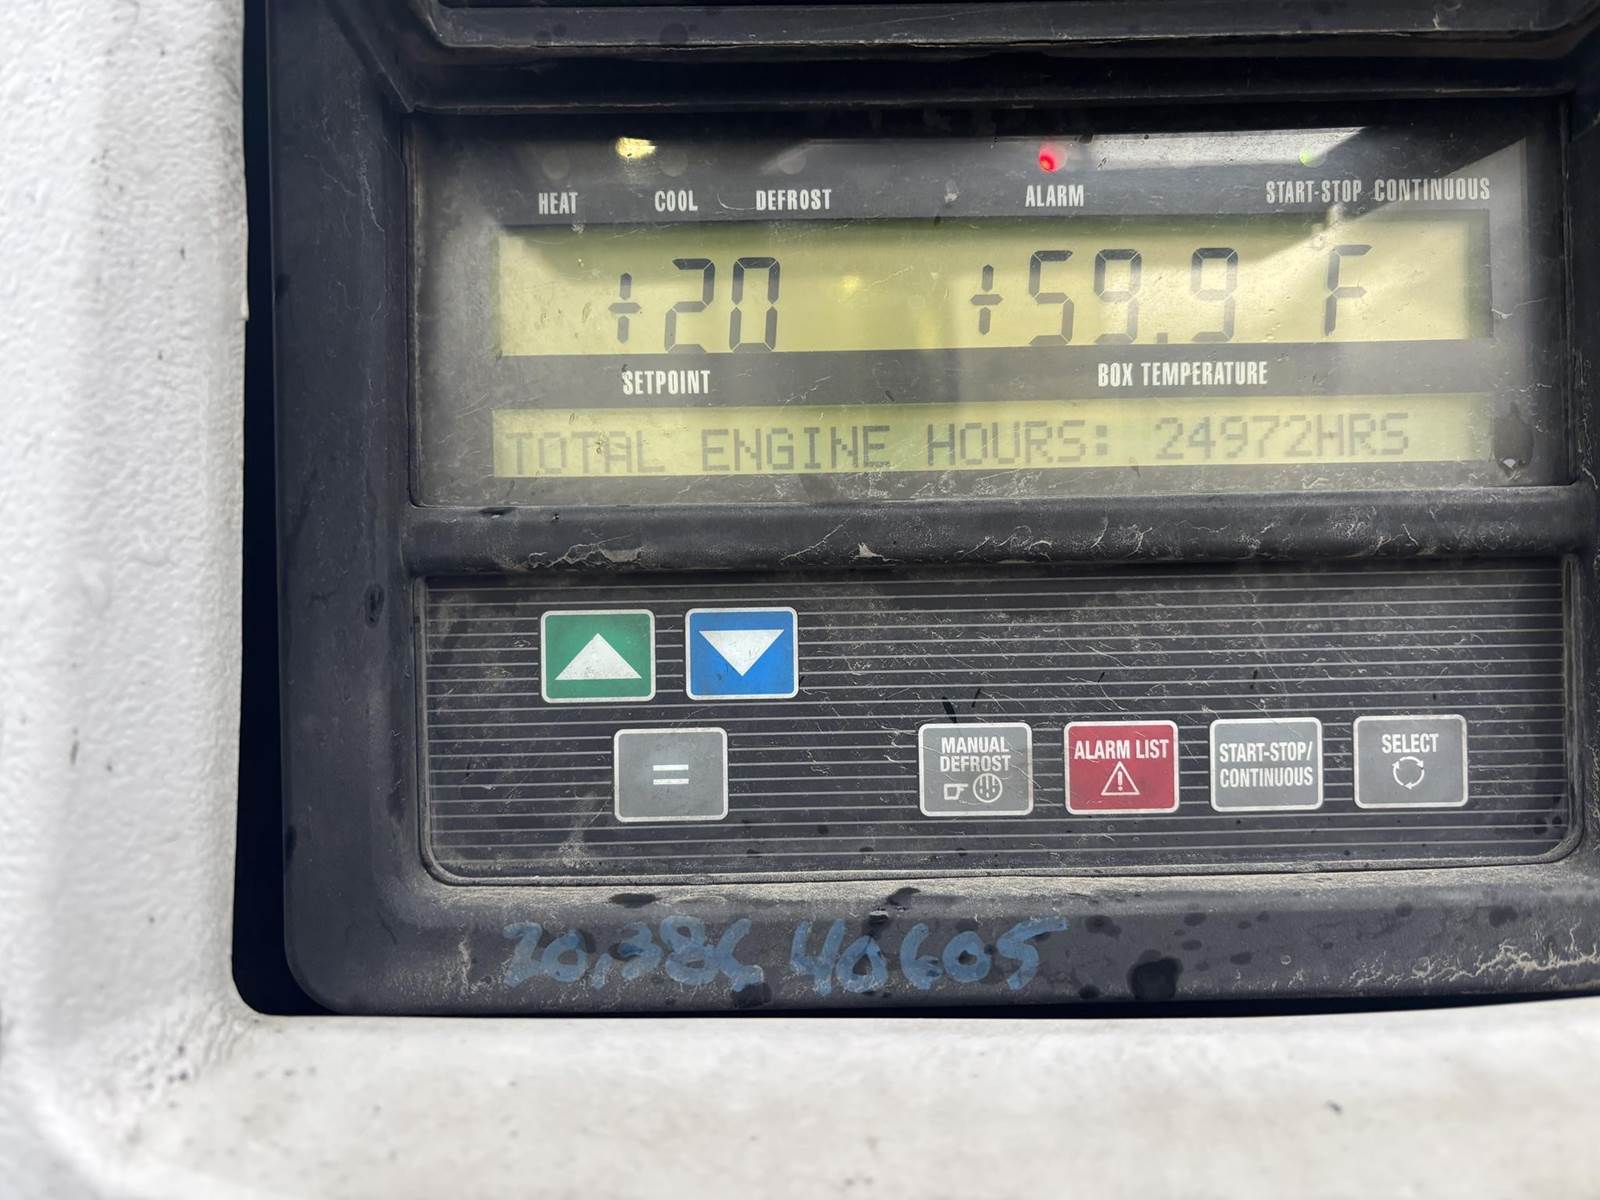 HEAT COOL DEFROST ALARM START-STOP CONTINUOUS
+20 +59.9 F
SETPOINT BOX TEMPERATURE
TOTAL ENGINE HOURS: 24972HRS
=
MANUAL DEFROST
ALARM LIST
START-STOP/ CONTINUOUS
SELECT
40605